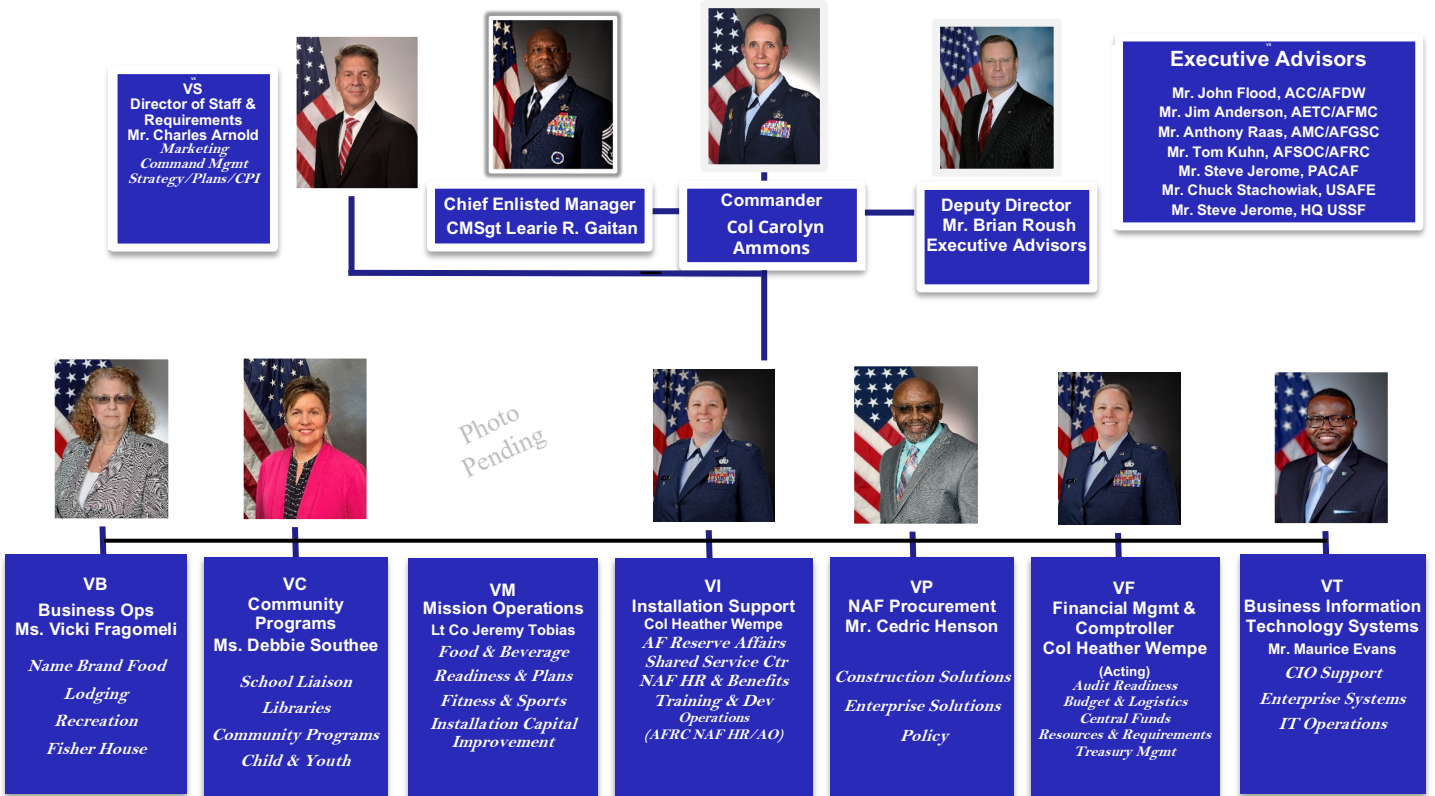 VS
VS
Director of Staff &
Requirements
Mr. Charles Arnold
Marketing
Command Mgmt
Strategy/Plans/CPI
Chief Enlisted Manager
CMSgt Learie R. Gaitan
Commander
Col Carolyn
Ammons
Deputy Director
Mr. Brian Roush
Executive Advisors
Executive Advisors
Mr. John Flood, ACC/AFDW
Mr. Jim Anderson, AETC/AFMC
Mr. Anthony Raas, AMC/AFGSC
Mr. Tom Kuhn, AFSOC/AFRC
Mr. Steve Jerome, PACAF
Mr. Chuck Stachowiak, USAFE
Mr. Steve Jerome, HQ USSF
Photo
Pending
VB
Business Ops
Ms. Vicki Fragomeli
Name Brand Food
Lodging
Recreation
Fisher House
VC
Community
Programs
Ms. Debbie Southee
School Liaison
Libraries
Community Programs
Child & Youth
VM
Mission Operations
Lt Co Jeremy Tobias
Food & Beverage
Readiness & Plans
Fitness & Sports
Installation Capital
Improvement
VI
Installation Support
Col Heather Wempe
AF Reserve Affairs
Shared Service Ctr
NAF HR & Benefits
Training & Dev
Operations
(AFRC NAF HR/AO)
VP
NAF Procurement
Mr. Cedric Henson
Construction Solutions
Enterprise Solutions
Policy
VF
Financial Mgmt &
Comptroller
Col Heather Wempe
(Acting)
Audit Readiness
Budget & Logistics
Central Funds
Resources & Requirements
Treasury Mgmt
VT
Business Information
Technology Systems
Mr. Maurice Evans
CIO Support
Enterprise Systems
IT Operations